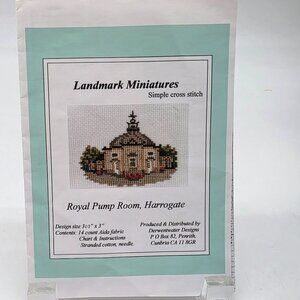 Landmark Miniatures
Simple cross stitch
Royal Pump Room, Harrogate
Design size 3½" x 3"
Contents: 14 count Aida fabric
Chart & Instructions
Stranded cotton, needle.
Produced & Distributed by
Derwentwater Designs
P O Box 82, Penrith,
Cumbria CA 11 8GR